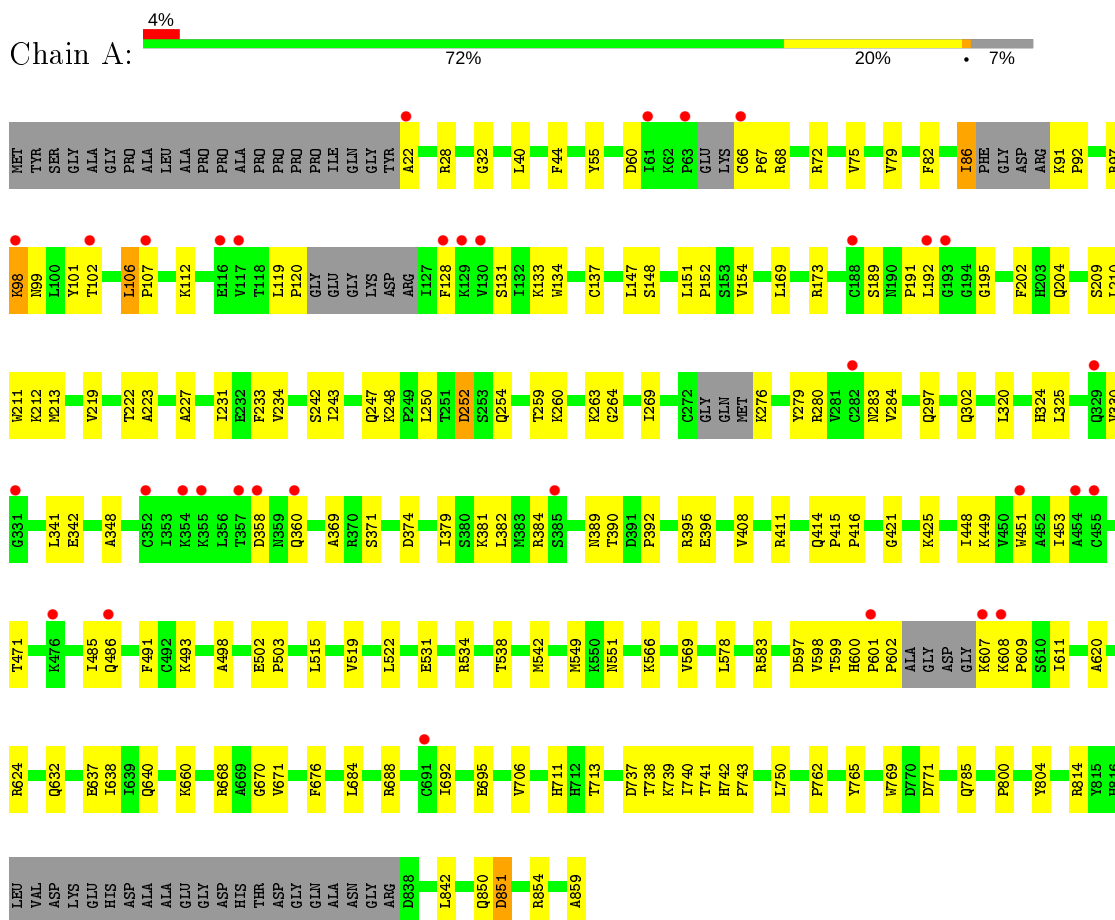 4%
Chain A:
72% 20% • 7%
MET TYR SER GLY ALA GLY PRO ALA LEU ALA PRO PRO ALA PRO PRO PRO PRO ILE GLN GLY TYR A22 R28 G32 L40 F44 Y55 D60 I61 K62 P63 GLU LYS C66 P67 R68 R72 V75 V79 F82 I86 PHE GLY ASP ARG K91 P92 R97
K98 N99 L100 Y101 T102 L106 P107 K112 E116 V117 T118 L119 P120 GLY GLU GLY LYS ASP ARG I127 F128 K129 V130 S131 I132 K133 W134 C137 L147 S148 L151 P152 S153 V154 L169 R173 C188 S189 N190 P191 L192 G193 G194 G195 F202 H203 Q204 S209 L210
W211 K212 M213 V219 T222 A223 A227 I231 E232 F233 V234 S242 I243 Q247 K248 P249 L250 T251 D252 S253 Q254 T259 K260 K263 G264 I269 C272 GLY GLN MET K276 Y279 R280 V281 C282 N283 V284 Q297 Q302 L320 H324 L325 Q329 V330
G331 L341 E342 A348 C352 I353 K354 K355 L356 T357 D358 N359 Q360 A369 R370 S371 D374 I379 S380 K381 L382 M383 R384 S385 N389 T390 D391 P392 R395 E396 V408 R411 Q414 P415 P416 G421 K425 I448 K449 V450 W451 A452 I453 A454 C455
T471 K476 I485 Q486 F491 C492 K493 A498 E502 P503 L515 V519 L522 E531 R534 T538 M542 M549 K550 N551 K566 V569 L578 R583 D597 V598 T599 H600 P601 P602 ALA GLY ASP GLY K607 K608 P609 S610 I611 A620
R624 Q632 E637 I638 I639 Q640 K660 R668 A669 G670 V671 F676 L684 R688 C691 I692 E695 V706 H711 H712 T713 D737 T738 K739 I740 T741 H742 P743 L750 P762 Y765 W769 D770 D771 Q785 P800 Y804 R814 Y815 H816
LEU VAL ASP LYS GLU HIS ASP ALA ALA GLU GLY ASP HIS THR ASP GLY GLN ALA ASN GLY ARG D838 L842 Q850 D851 R854 A859